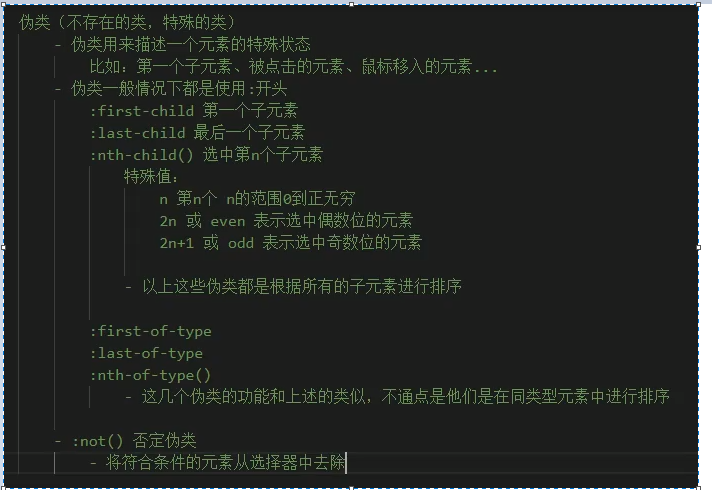 伪类（不存在的类，特殊的类）
- 伪类用来描述一个元素的特殊状态
比如：第一个子元素、被点击的元素、鼠标移入的元素...
- 伪类一般情况下都是使用:开头
:first-child 第一个子元素
:last-child 最后一个子元素
:nth-child() 选中第n个子元素
特殊值：
n 第n个 n的范围0到正无穷
2n 或 even 表示选中偶数位的元素
2n+1 或 odd 表示选中奇数位的元素
- 以上这些伪类都是根据所有的子元素进行排序
:first-of-type
:last-of-type
:nth-of-type()
- 这几个伪类的功能和上述的类似，不通点是他们是在同类型元素中进行排序
- :not() 否定伪类
- 将符合条件的元素从选择器中去除